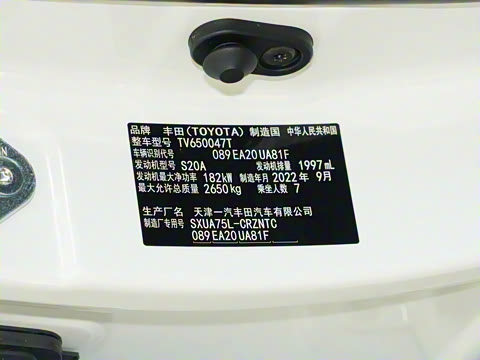 品牌 丰田(TOYOTA) 制造国 中华人民共和国
整车型号 TV650047T
车辆识别代号 089EA20UA81F
发动机型号 S20A 发动机排量 1997mL
发动机最大净功率 182kW 制造年月 2022年9月
最大允许总质量 2650kg 乘坐人数 7
生产厂名 天津一汽丰田汽车有限公司
制造厂专用号 SXUA75L-CRZNTC
089EA20UA81F